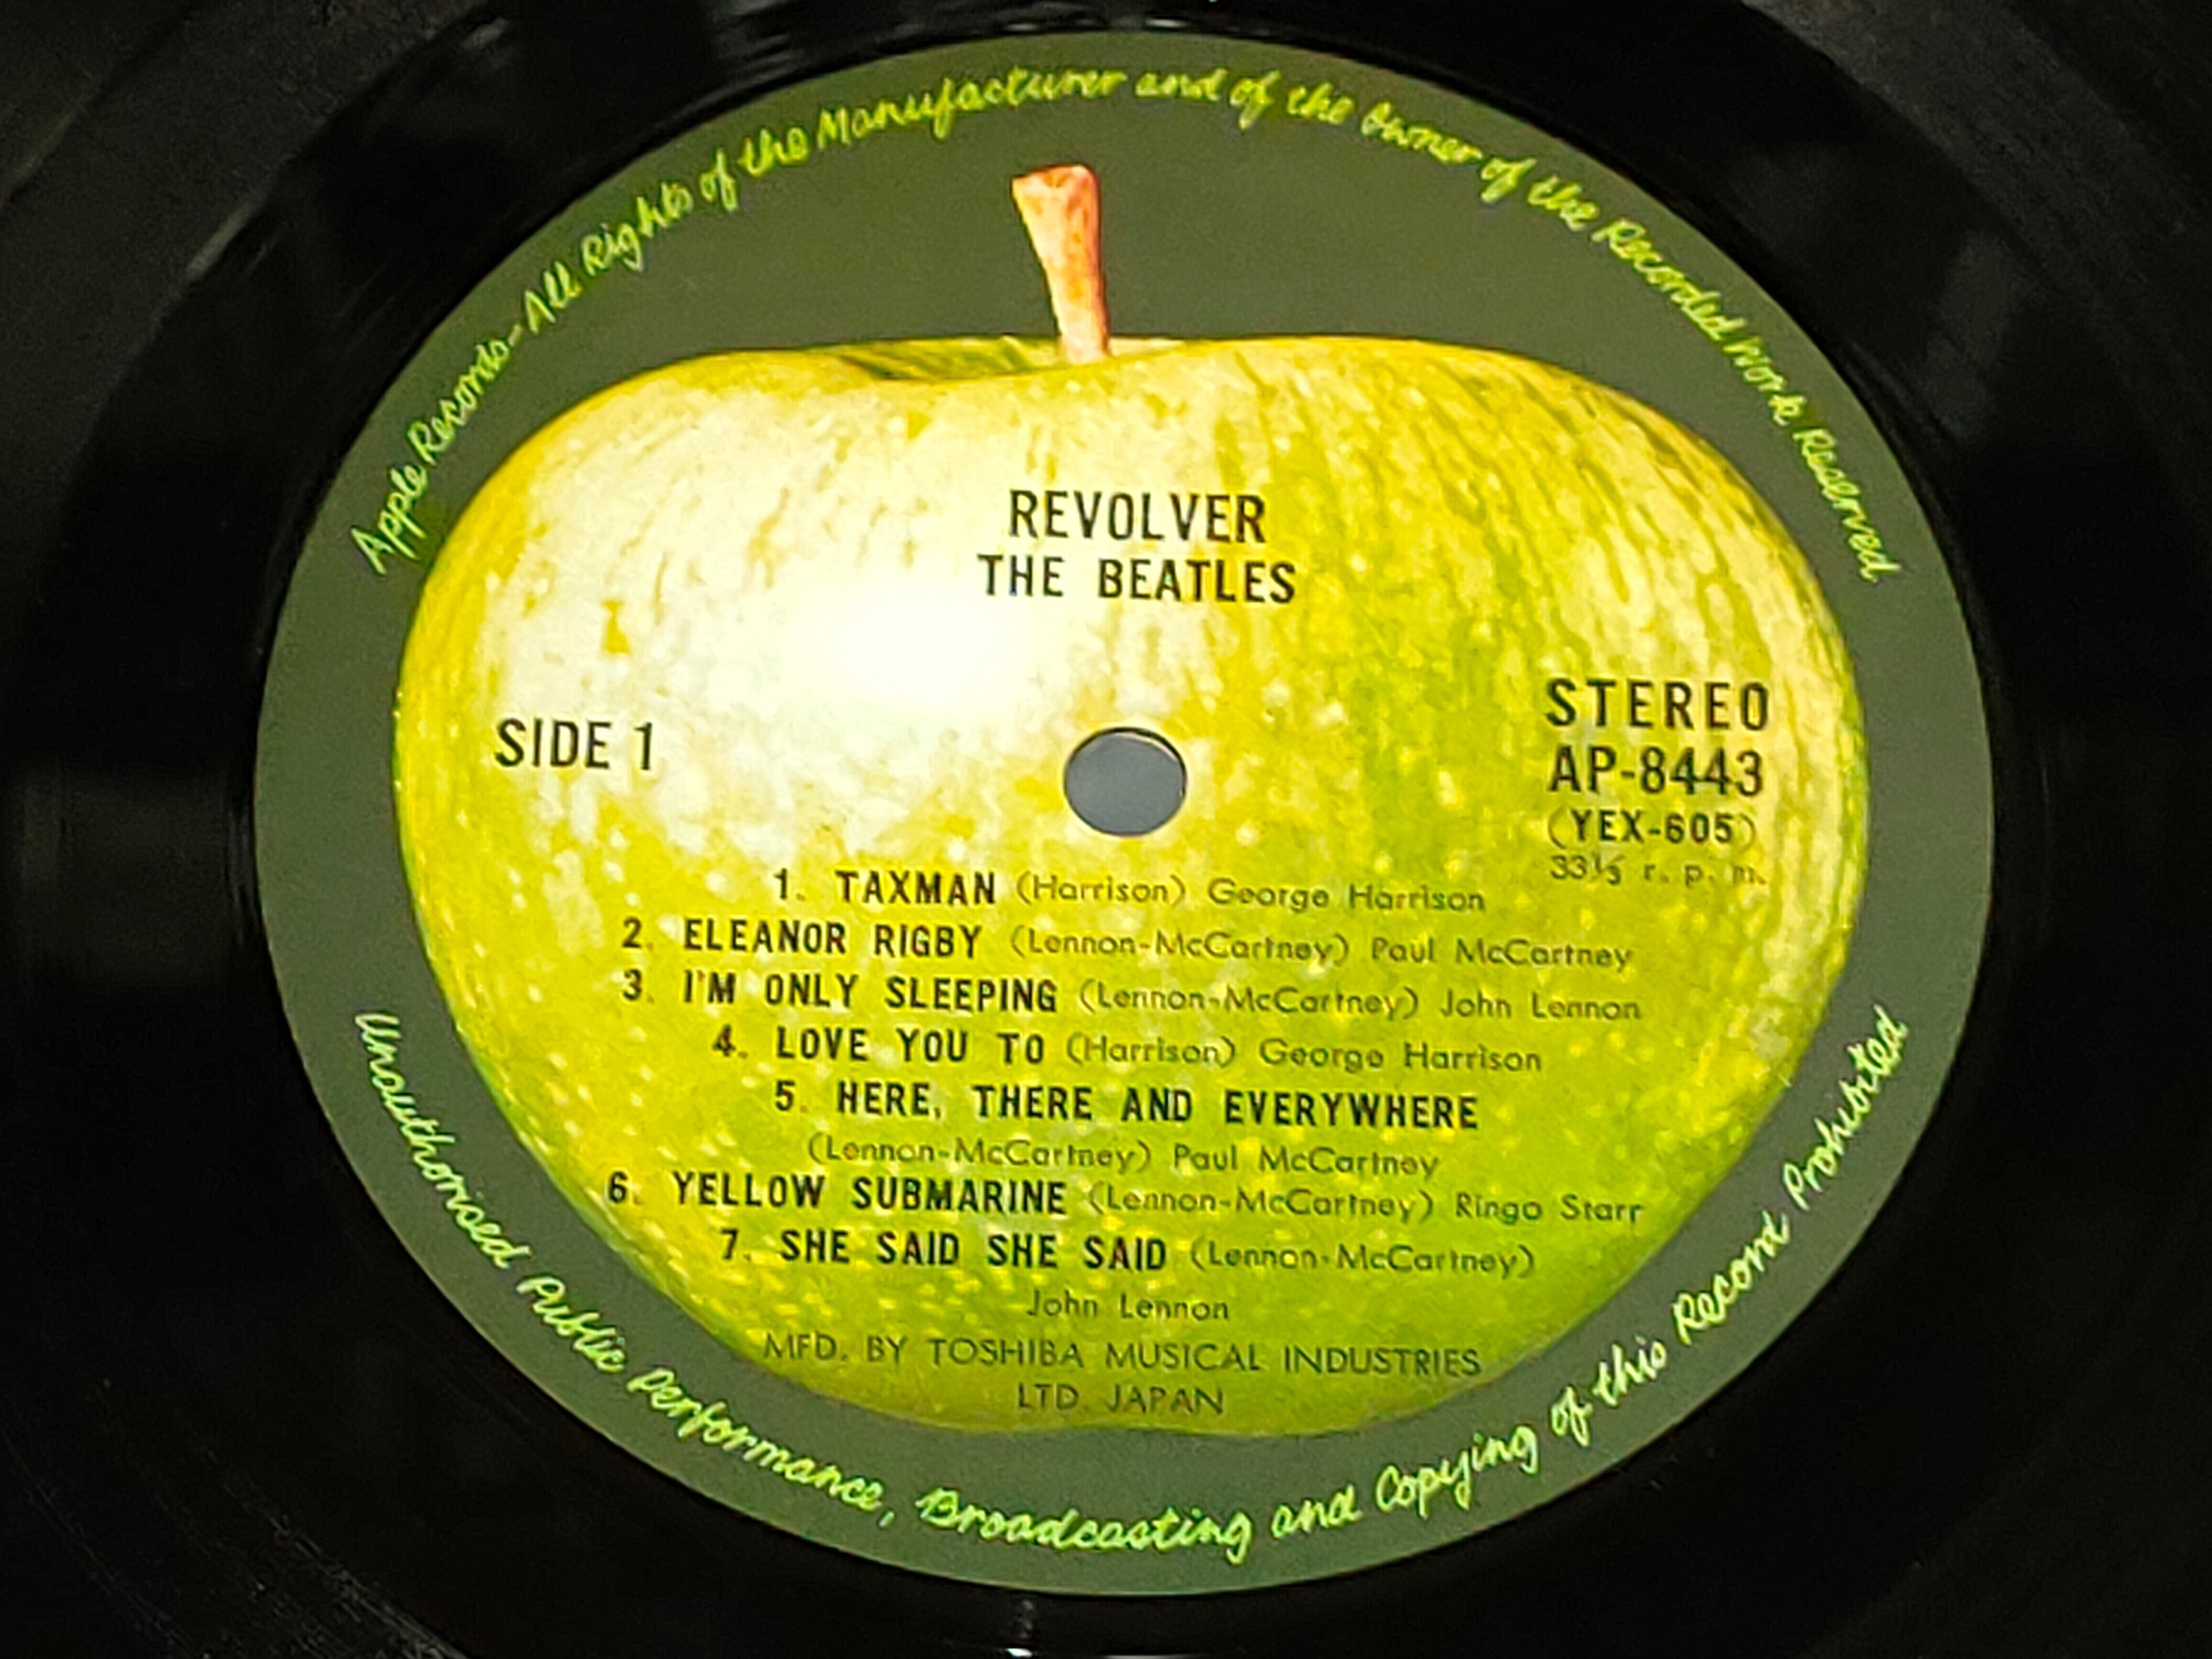 Apple Records-All Rights of the Manufacturer and of the Owner of the Recorded Work Reserved
REVOLVER
THE BEATLES
SIDE 1
STEREO
AP-8443
(YEX-605)
33⅓ r. p. m.
1. TAXMAN (Harrison) George Harrison
2. ELEANOR RIGBY (Lennon-McCartney) Paul McCartney
3. I'M ONLY SLEEPING (Lennon-McCartney) John Lennon
4. LOVE YOU TO (Harrison) George Harrison
5. HERE, THERE AND EVERYWHERE
(Lennon-McCartney) Paul McCartney
6. YELLOW SUBMARINE (Lennon-McCartney) Ringo Starr
7. SHE SAID SHE SAID (Lennon-McCartney)
John Lennon
MFD. BY TOSHIBA MUSICAL INDUSTRIES
LTD. JAPAN
Unauthorised Public Performance, Broadcasting and Copying of this Record Prohibited